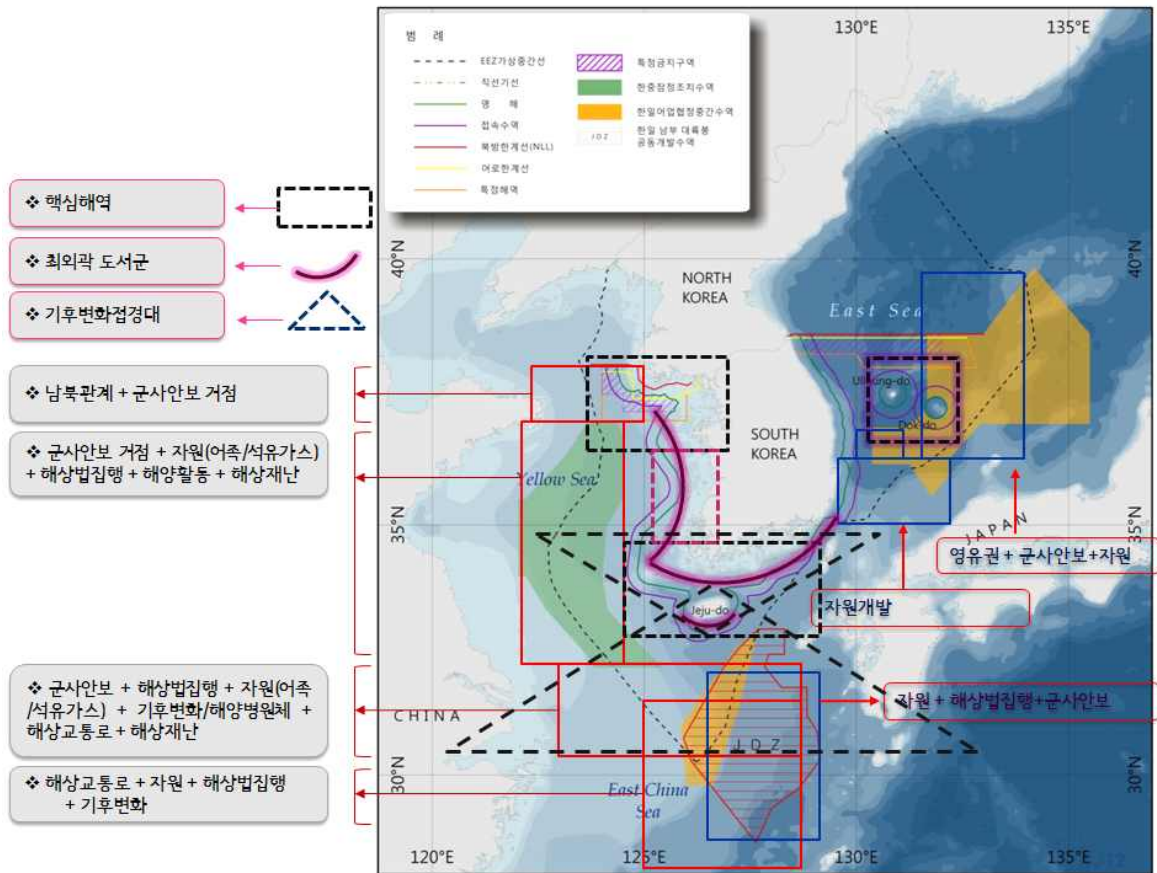 범 례
EEZ가상중간선
직선기선
영 해
접속수역
북방한계선(NLL)
어로한계선
특정해역
특정금지구역
한중잠정조치수역
한일어업협정중간수역
JDZ
한일 남부 대륙붕
공동개발수역
130°E
135°E
❖ 핵심해역
❖ 최외곽 도서군
❖ 기후변화접경대
40°N
40°N
NORTH
KOREA
East Sea
❖ 남북관계 + 군사안보 거점
Ulleung-do
Dok-do
❖ 군사안보 거점 + 자원(어족/석유가스)
+ 해상법집행 + 해양활동 + 해상재난
SOUTH
KOREA
Yellow Sea
35°N
35°N
JAPAN
영유권 + 군사안보+자원
자원개발
Jeju-do
❖ 군사안보 + 해상법집행 + 자원(어족
/석유가스) + 기후변화/해양병원체 +
해상교통로 + 해상재난
CHINA
자원 + 해상법집행+군사안보
JDZ
❖ 해상교통로 + 자원 + 해상법집행
+ 기후변화
30°N
30°N
East China
Sea
120°E
125°E
130°E
135°E
12